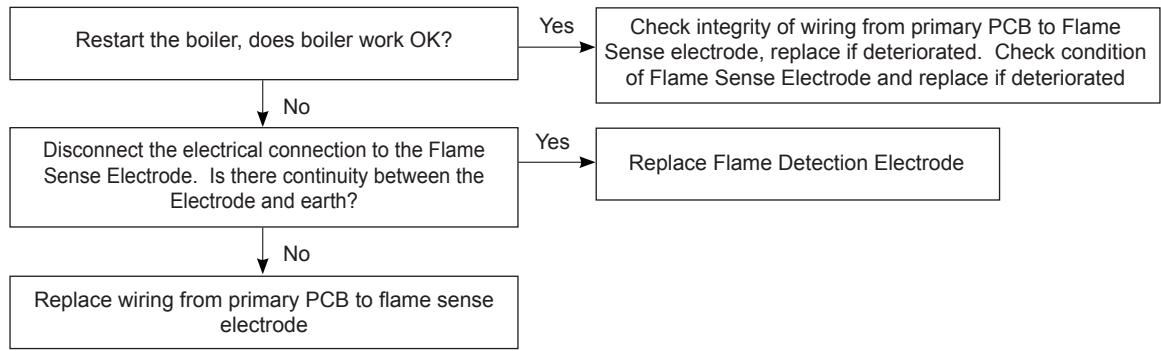 Restart the boiler, does boiler work OK?
Yes
Check integrity of wiring from primary PCB to Flame
Sense electrode, replace if deteriorated.  Check condition
of Flame Sense Electrode and replace if deteriorated
No
Disconnect the electrical connection to the Flame
Sense Electrode.  Is there continuity between the
Electrode and earth?
Yes
Replace Flame Detection Electrode
No
Replace wiring from primary PCB to flame sense
electrode